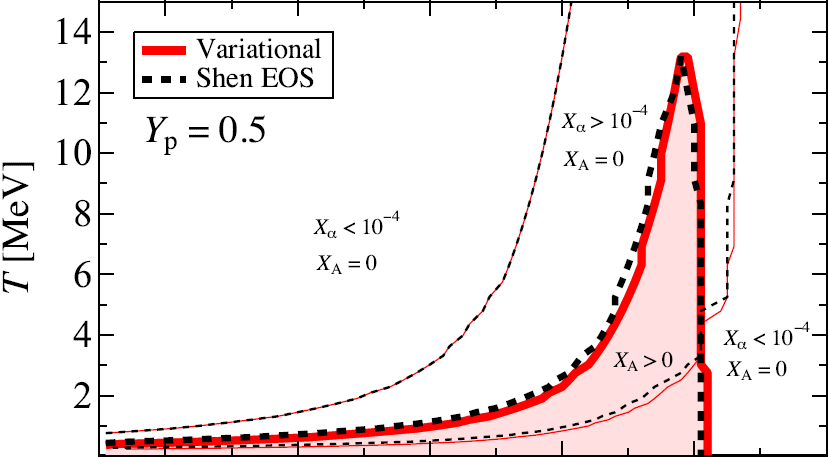 14
12
10
8
6
4
2
T [MeV]
Variational
Shen EOS
Yp = 0.5
Xα > 10−4
XA = 0
Xα < 10−4
XA = 0
XA > 0
Xα < 10−4
XA = 0